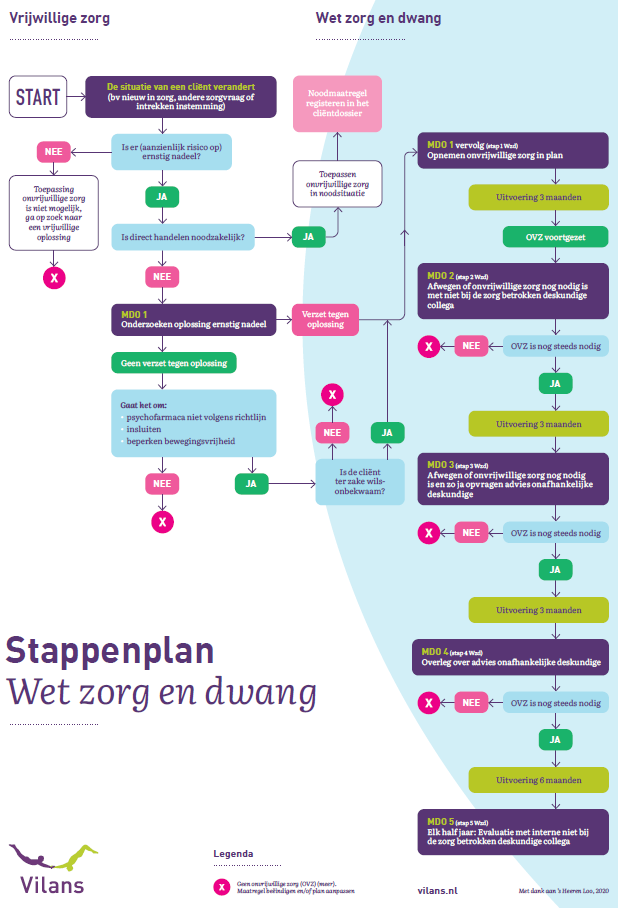 Vrijwillige zorg
Wet zorg en dwang
START
De situatie van een cliënt verandert
(bv nieuw in zorg, andere zorgvraag of
intrekken instemming)
Is er (aanzienlijk risico op)
ernstig nadeel?
NEE
Toepassing
onvrijwillige zorg
is niet mogelijk,
ga op zoek naar
een vrijwillige
oplossing
X
JA
Is direct handelen noodzakelijk?
JA
Toepassen
onvrijwillige zorg
in noodsituatie
Noodmaatregel
registeren in het
cliëntdossier
NEE
MDO 1
Onderzoeken oplossing ernstig nadeel
Verzet tegen
oplossing
Geen verzet tegen oplossing
Gaat het om:
• psychofarmaca niet volgens richtlijn
• insluiten
• beperken bewegingsvrijheid
NEE
X
JA
Is de cliënt
ter zake wils-
onbekwaam?
NEE
X
JA
MDO 1 vervolg (stap 1 Wzd)
Opnemen onvrijwillige zorg in plan
Uitvoering 3 maanden
OVZ voortgezet
MDO 2 (stap 2 Wzd)
Afwegen of onvrijwillige zorg nog nodig is
met niet bij de zorg betrokken deskundige
collega
X
NEE
OVZ is nog steeds nodig
JA
Uitvoering 3 maanden
MDO 3 (stap 3 Wzd)
Afwegen of onvrijwillige zorg nog nodig
is en zo ja opvragen advies onafhankelijke
deskundige
X
NEE
OVZ is nog steeds nodig
JA
Uitvoering 3 maanden
MDO 4 (stap 4 Wzd)
Overleg over advies onafhankelijke deskundige
X
NEE
OVZ is nog steeds nodig
JA
Uitvoering 6 maanden
MDO 5 (stap 5 Wzd)
Elk half jaar: Evaluatie met interne niet bij
de zorg betrokken deskundige collega
Stappenplan
Wet zorg en dwang
Vilans
Legenda
X
Geen onvrijwillige zorg (OVZ) (meer).
Maatregel beëindigen en/of plan aanpassen
vilans.nl
Met dank aan 's Heeren Loo, 2020